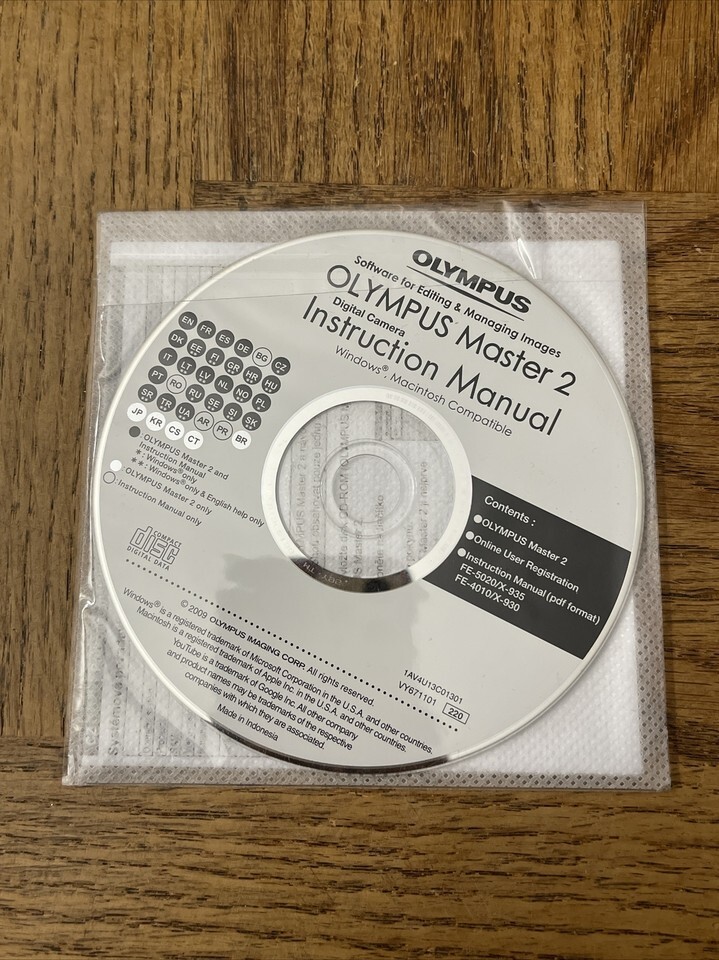 OLYMPUS
Software for Editing & Managing Images
OLYMPUS Master 2
Digital Camera
Instruction Manual
Windows®, Macintosh Compatible
EN FR ES DE BG CZ
DK EE FI GR HR HU
IT LT LV NL NO PL
PT RO RU SE SI SK
SR TR UA AR PR BR
JP KR CS CT
OLYMPUS Master 2 and
Instruction Manual
* : Windows® only
** : Windows® only & English help only
: OLYMPUS Master 2 only
: Instruction Manual only
COMPACT
disc
DIGITAL DATA
Contents :
OLYMPUS Master 2
Online User Registration
Instruction Manual (pdf format)
FE-5020/X-935
FE-4010/X-930
© 2009 OLYMPUS IMAGING CORP. All rights reserved.
Windows® is a registered trademark of Microsoft Corporation in the U.S.A. and other countries.
Macintosh is a registered trademark of Apple Inc. in the U.S.A. and other countries.
YouTube is a trademark of Google Inc. All other company
and product names may be trademarks of the respective
companies with which they are associated.
Made in Indonesia
1AV4U13C01301
VY671101 220